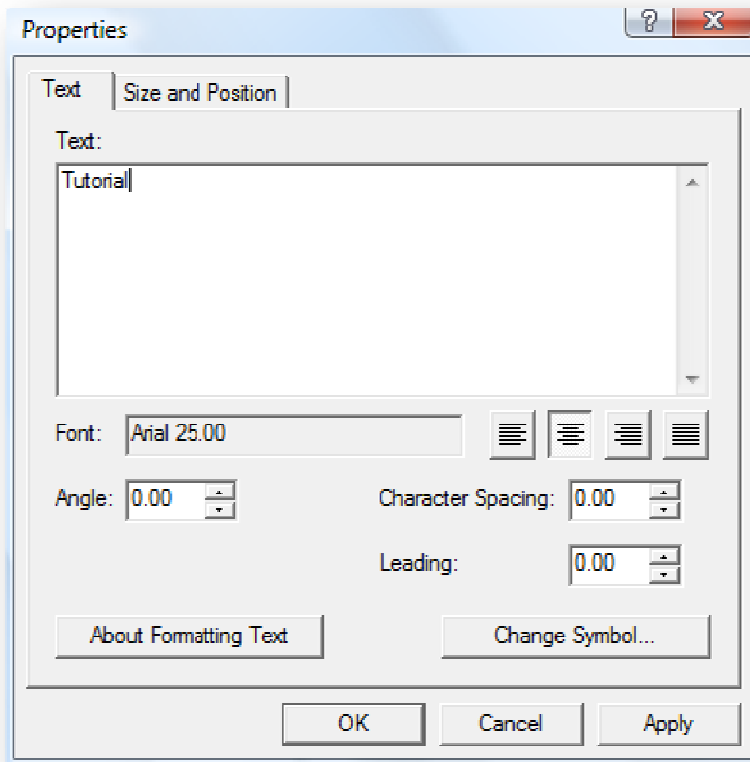 Properties
Text Size and Position
Text:
Tutorial
Font: Arial 25.00
Angle: 0.00 Character Spacing: 0.00
Leading: 0.00
About Formatting Text Change Symbol...
OK Cancel Apply